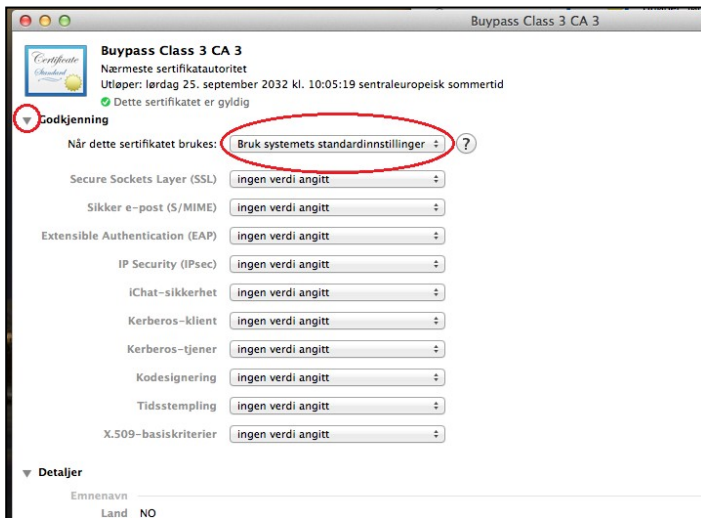 Buypass Class 3 CA 3
Certificate
Standard
Buypass Class 3 CA 3
Nærmeste sertifikatautoritet
Utløper: lørdag 25. september 2032 kl. 10:05:19 sentraleuropeisk sommertid
Dette sertifikatet er gyldig
Godkjenning
Når dette sertifikatet brukes: Bruk systemets standardinnstillinger ?
Secure Sockets Layer (SSL) ingen verdi angitt
Sikker e-post (S/MIME) ingen verdi angitt
Extensible Authentication (EAP) ingen verdi angitt
IP Security (IPsec) ingen verdi angitt
iChat-sikkerhet ingen verdi angitt
Kerberos-klient ingen verdi angitt
Kerberos-tjener ingen verdi angitt
Kodesignering ingen verdi angitt
Tidsstempling ingen verdi angitt
X.509-basiskriterier ingen verdi angitt
Detaljer
Emnenavn
Land NO